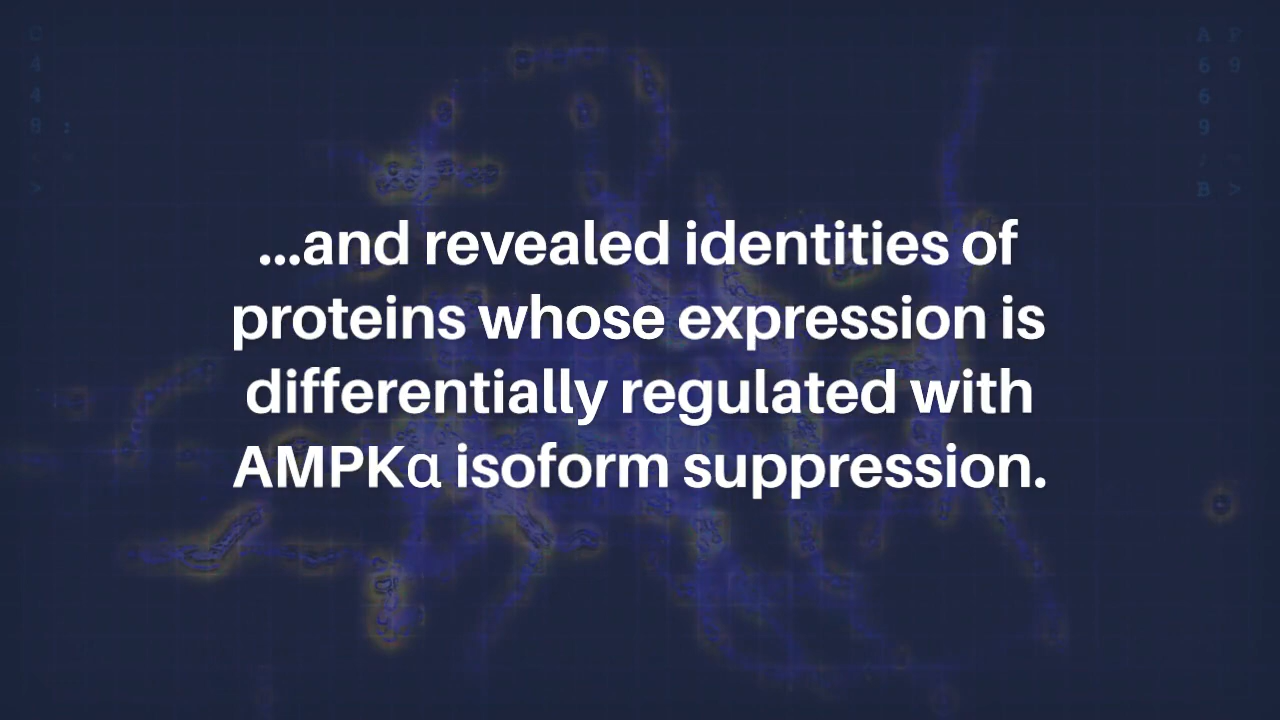 ...and revealed identities of
proteins whose expression is
differentially regulated with
AMPKα isoform suppression.